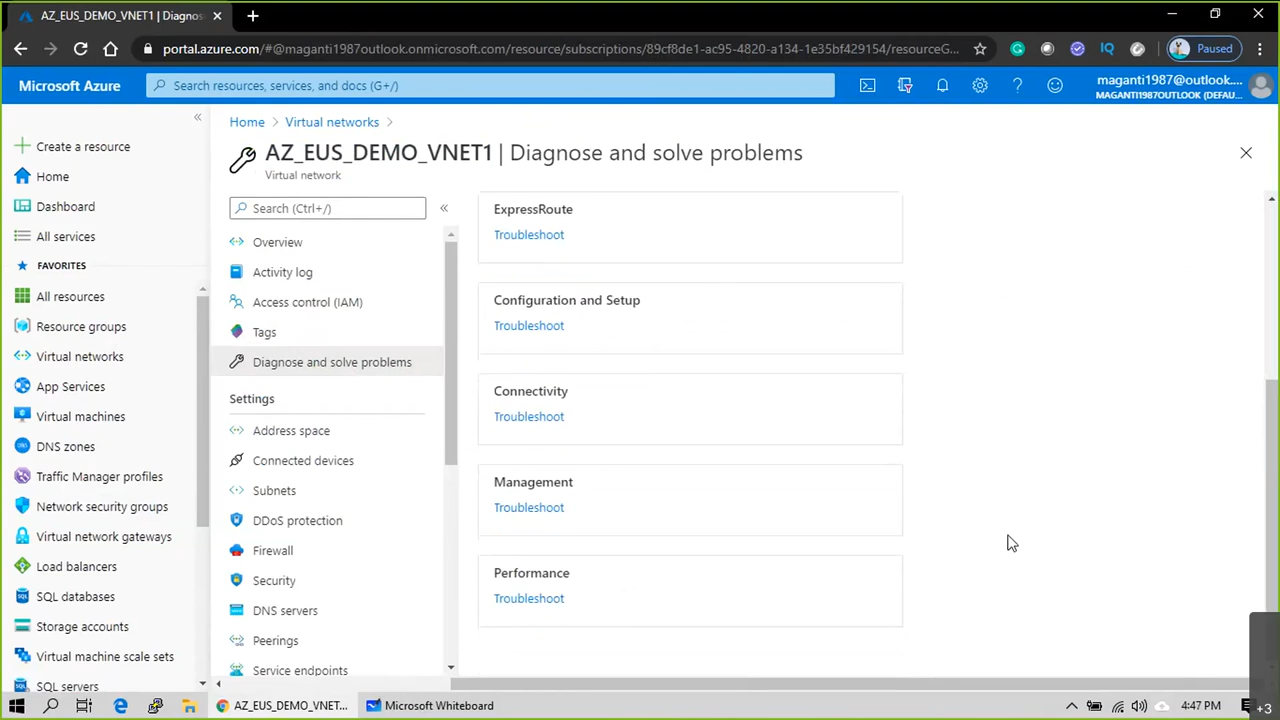 AZ_EUS_DEMO_VNET1 | Diagnos
portal.azure.com/#@maganti1987outlook.onmicrosoft.com/resource/subscriptions/89cf8de1-ac95-4820-a134-1e35bf429154/resourceG...
IQ
Paused
Microsoft Azure
Search resources, services, and docs (G+/)
maganti1987@outlook....
MAGANTI1987OUTLOOK (DEFAU...
Create a resource
Home
Dashboard
All services
FAVORITES
All resources
Resource groups
Virtual networks
App Services
Virtual machines
DNS zones
Traffic Manager profiles
Network security groups
Virtual network gateways
Load balancers
SQL databases
Storage accounts
Virtual machine scale sets
SQL servers
Home > Virtual networks >
AZ_EUS_DEMO_VNET1 | Diagnose and solve problems
Virtual network
Search (Ctrl+/)
Overview
Activity log
Access control (IAM)
Tags
Diagnose and solve problems
Settings
Address space
Connected devices
Subnets
DDoS protection
Firewall
Security
DNS servers
Peerings
Service endpoints
ExpressRoute
Troubleshoot
Configuration and Setup
Troubleshoot
Connectivity
Troubleshoot
Management
Troubleshoot
Performance
Troubleshoot
AZ_EUS_DEMO_VNET...
Microsoft Whiteboard
4:47 PM
+3